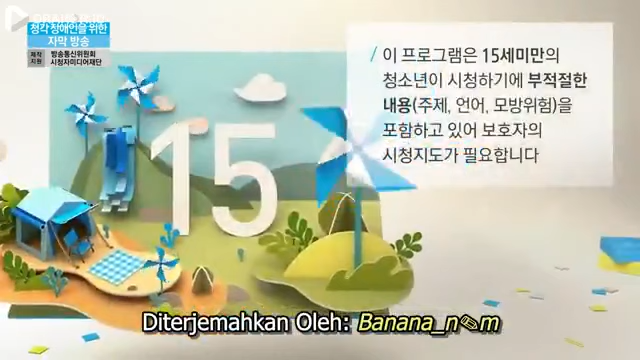 청각 장애인을 위한
자막 방송
제작
지원
방송통신위원회
시청자미디어재단
/ 이 프로그램은 15세미만의
청소년이 시청하기에 부적절한
내용(주제, 언어, 모방위험)을
포함하고 있어 보호자의
시청지도가 필요합니다
15
Diterjemahkan Oleh: Banana_n✏m